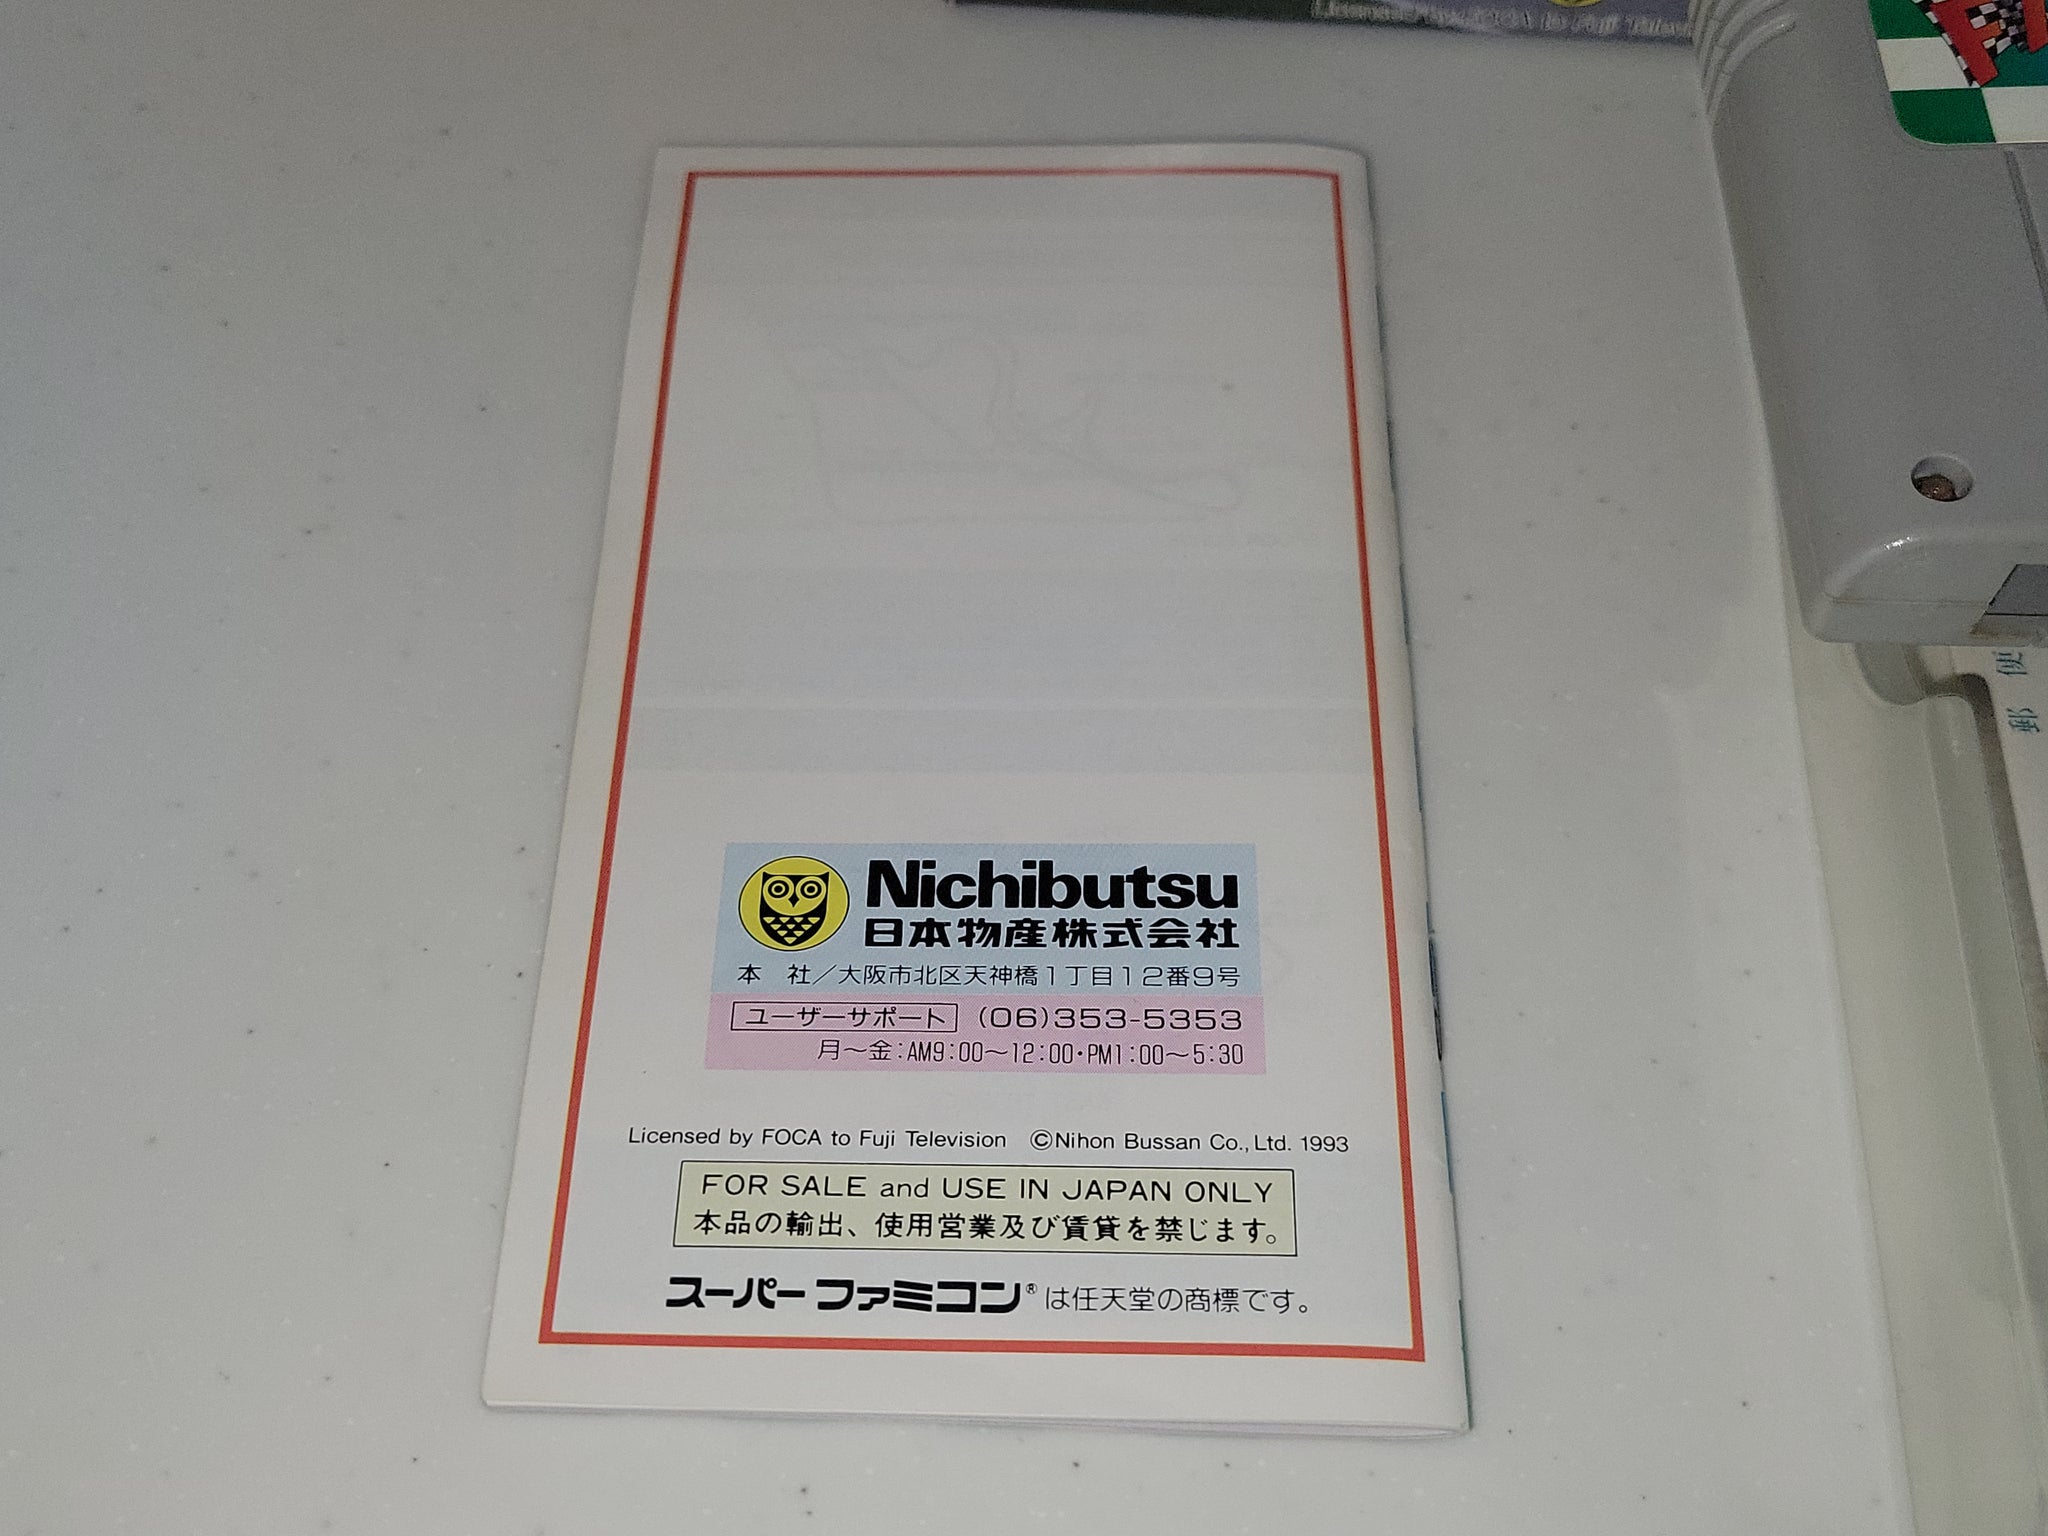 Nichibutsu
日本物産株式会社
本 社／大阪市北区天神橋1丁目12番9号
ユーザーサポート (06)353-5353
月～金:AM9:00～12:00・PM1:00～5:30
Licensed by FOCA to Fuji Television ©Nihon Bussan Co., Ltd. 1993
FOR SALE and USE IN JAPAN ONLY
本品の輸出、使用営業及び賃貸を禁じます。
スーパーファミコン®は任天堂の商標です。
郵便